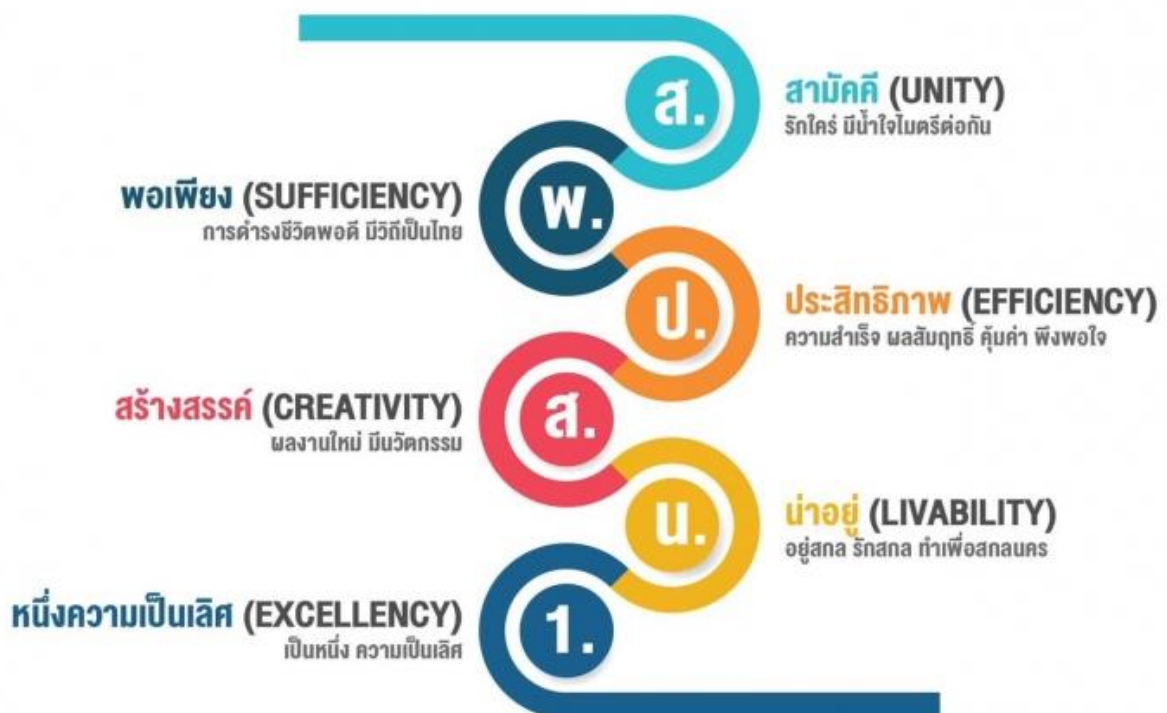 ส.
สามัคคี (UNITY)
รักใคร่ มีน้ำใจไมตรีต่อกัน
พ.
พอเพียง (SUFFICIENCY)
การดำรงชีวิตพอดี มีวิถีเป็นไทย
ป.
ประสิทธิภาพ (EFFICIENCY)
ความสำเร็จ ผลสัมฤทธิ์ คุ้มค่า พึงพอใจ
ส.
สร้างสรรค์ (CREATIVITY)
ผลงานใหม่ มีนวัตกรรม
น.
น่าอยู่ (LIVABILITY)
อยู่สกล รักสกล ทำเพื่อสกลนคร
1.
หนึ่งความเป็นเลิศ (EXCELLENCY)
เป็นหนึ่ง ความเป็นเลิศ